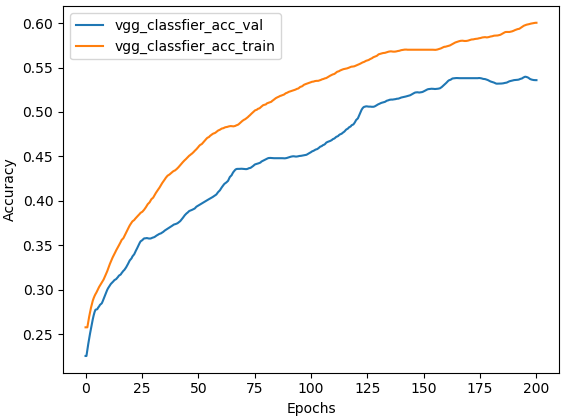 vgg_classfier_acc_val
vgg_classfier_acc_train
0.60
0.55
0.50
0.45
0.40
0.35
0.30
0.25
Accuracy
0 25 50 75 100 125 150 175 200
Epochs